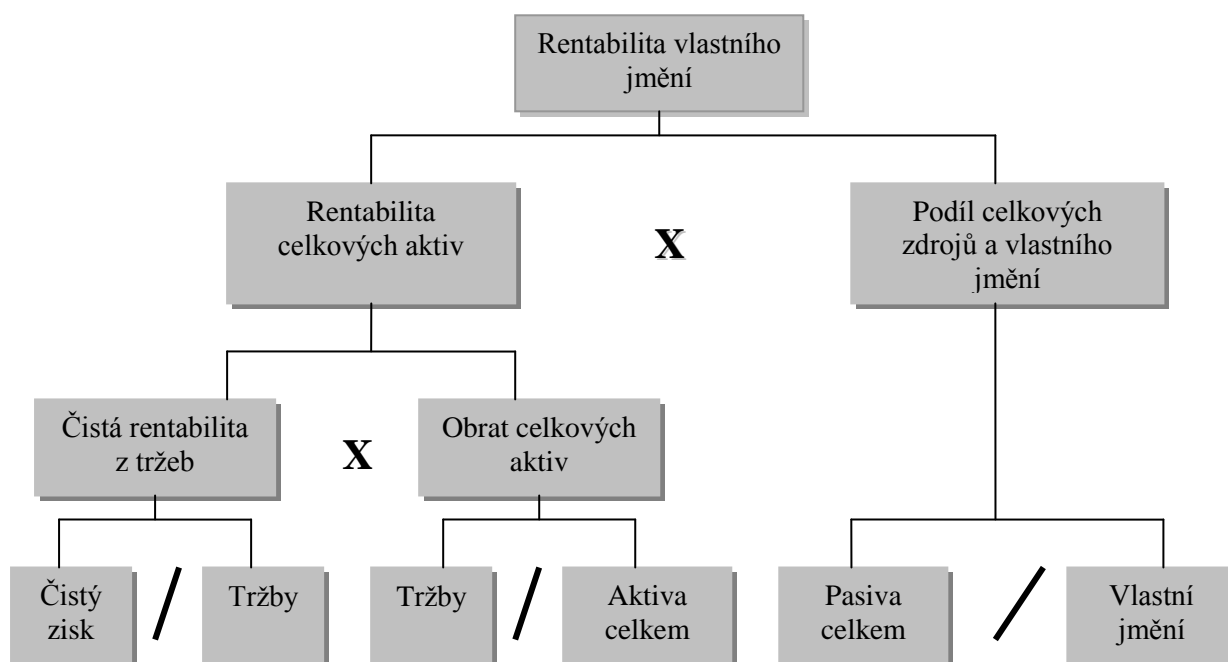 Rentabilita vlastního
jmění
Rentabilita
celkových aktiv
X
Podíl celkových
zdrojů a vlastního
jmění
Čistá rentabilita
z tržeb
X
Obrat celkových
aktiv
Čistý
zisk
/
Tržby
Tržby
/
Aktiva
celkem
Pasiva
celkem
/
Vlastní
jmění